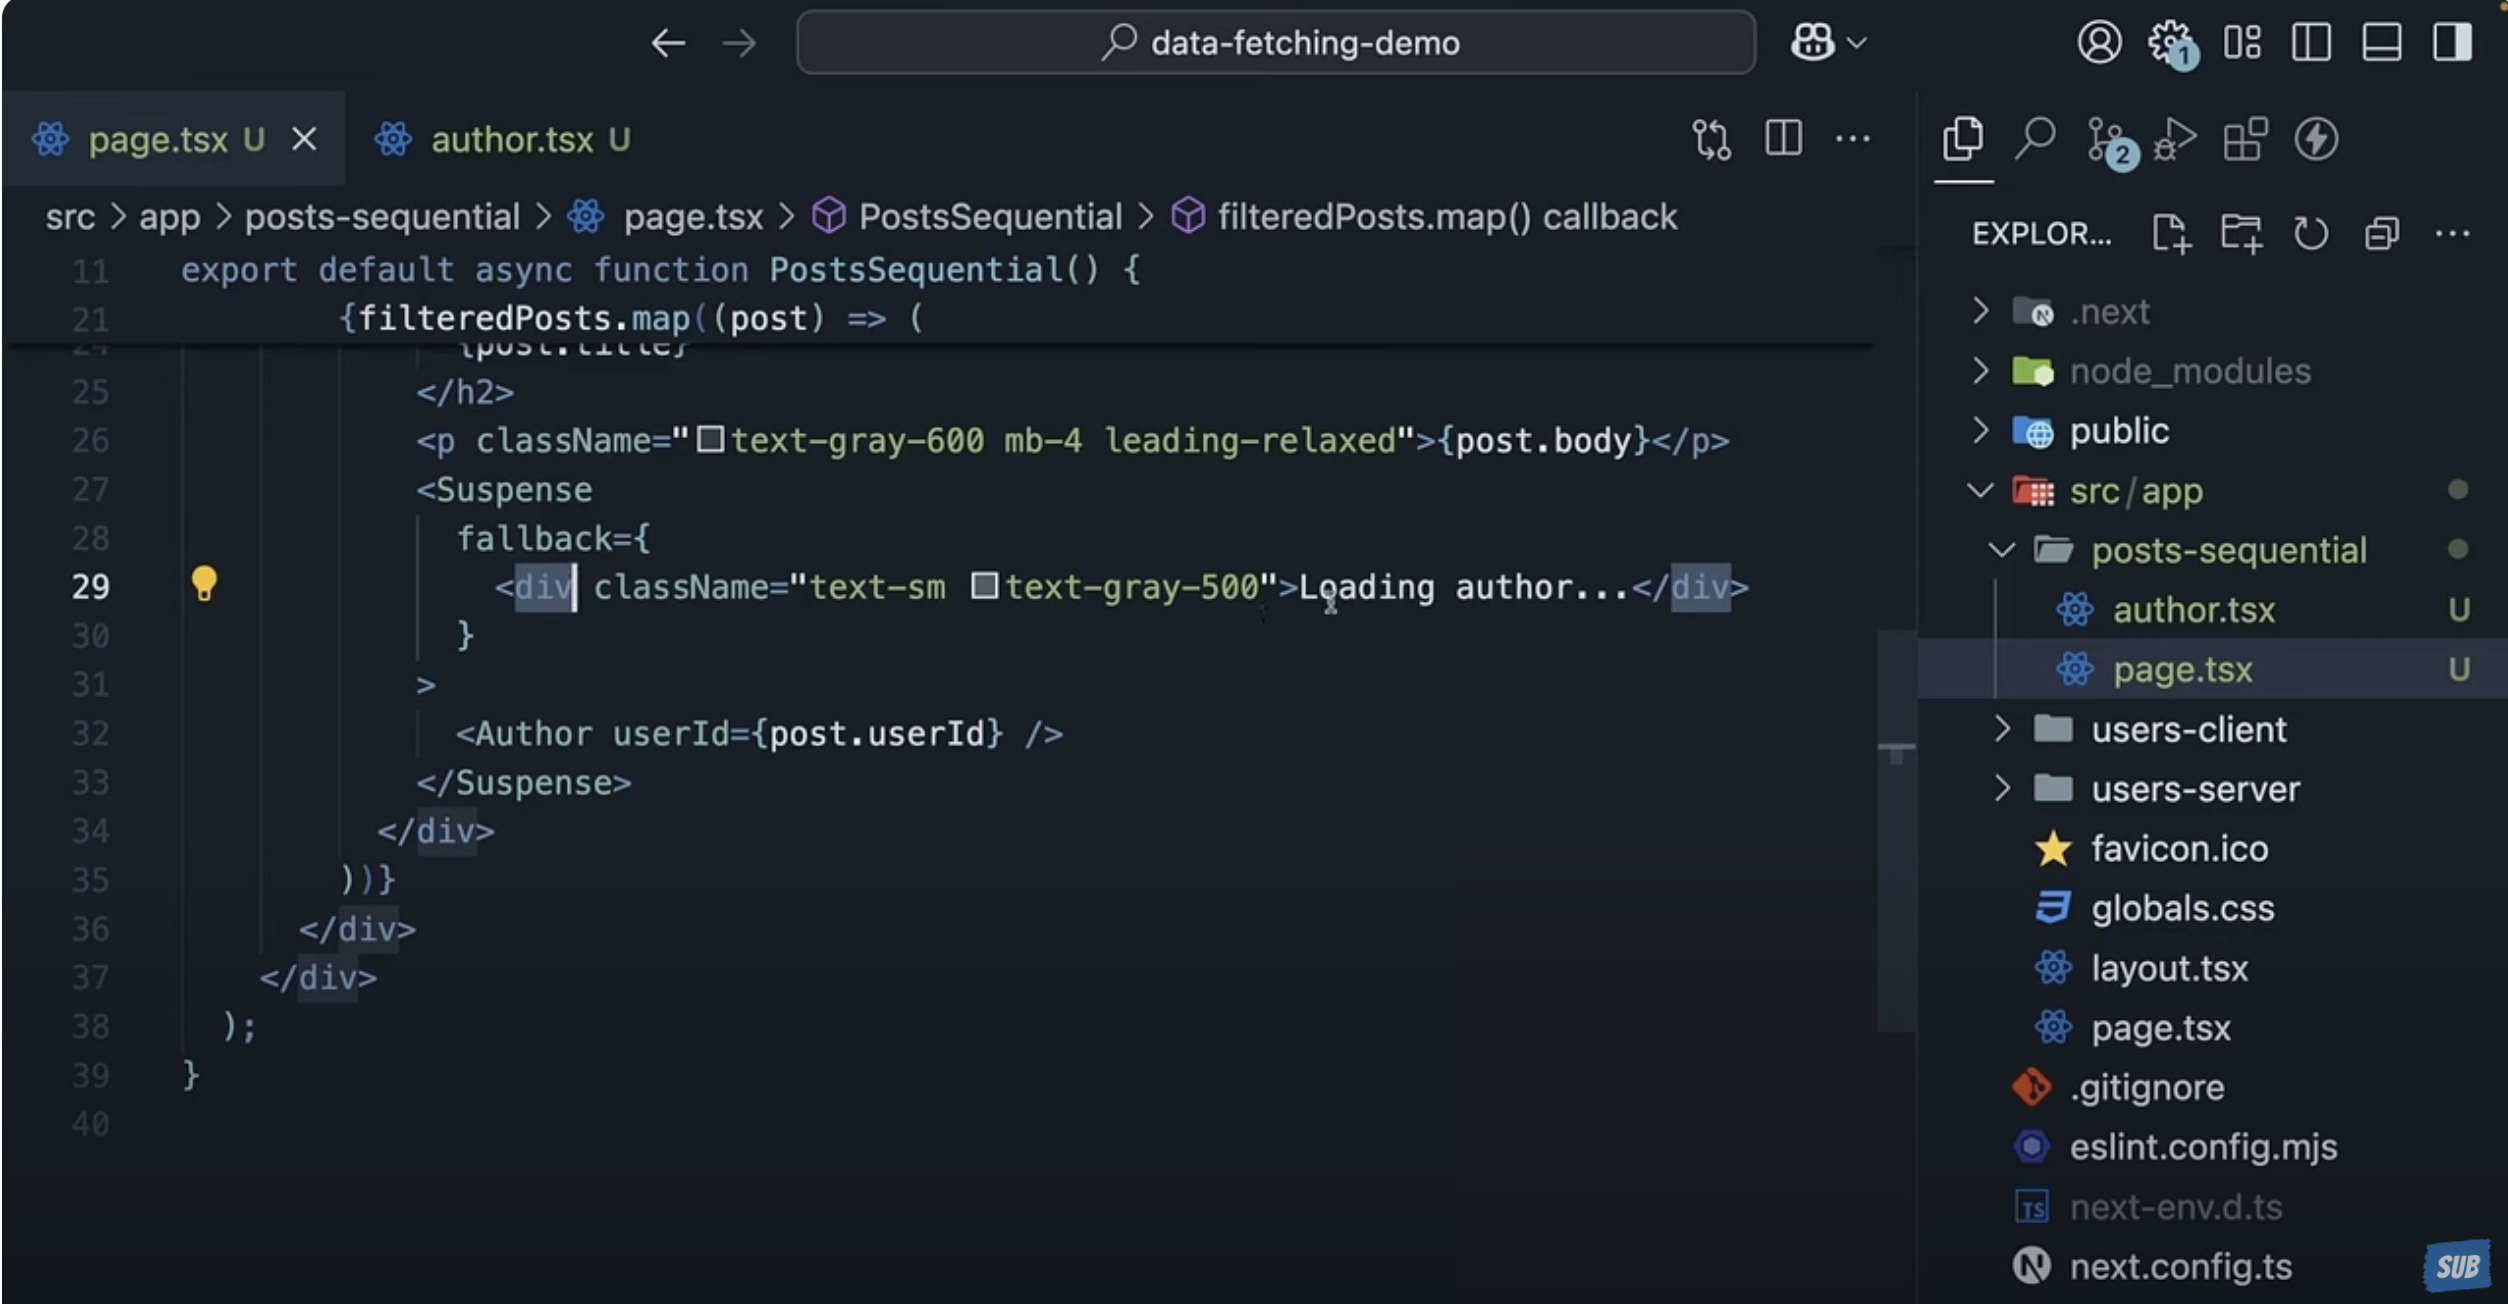 data-fetching-demo
1
page.tsx U
author.tsx U
2
src > app > posts-sequential > page.tsx > PostsSequential > filteredPosts.map() callback
EXPLOR...
11 export default async function PostsSequential() {
21 {filteredPosts.map((post) => (
24 {post.title}
25 </h2>
26 <p className="text-gray-600 mb-4 leading-relaxed">{post.body}</p>
27 <Suspense
28 fallback={
29 <div className="text-sm text-gray-500">Loading author...</div>
30 }
31 >
32 <Author userId={post.userId} />
33 </Suspense>
34 </div>
35 ))}
36 </div>
37 </div>
38 );
39 }
40
.next
node_modules
public
src/app
posts-sequential
author.tsx U
page.tsx U
users-client
users-server
favicon.ico
globals.css
layout.tsx
page.tsx
.gitignore
eslint.config.mjs
TS next-env.d.ts
next.config.ts
SUB